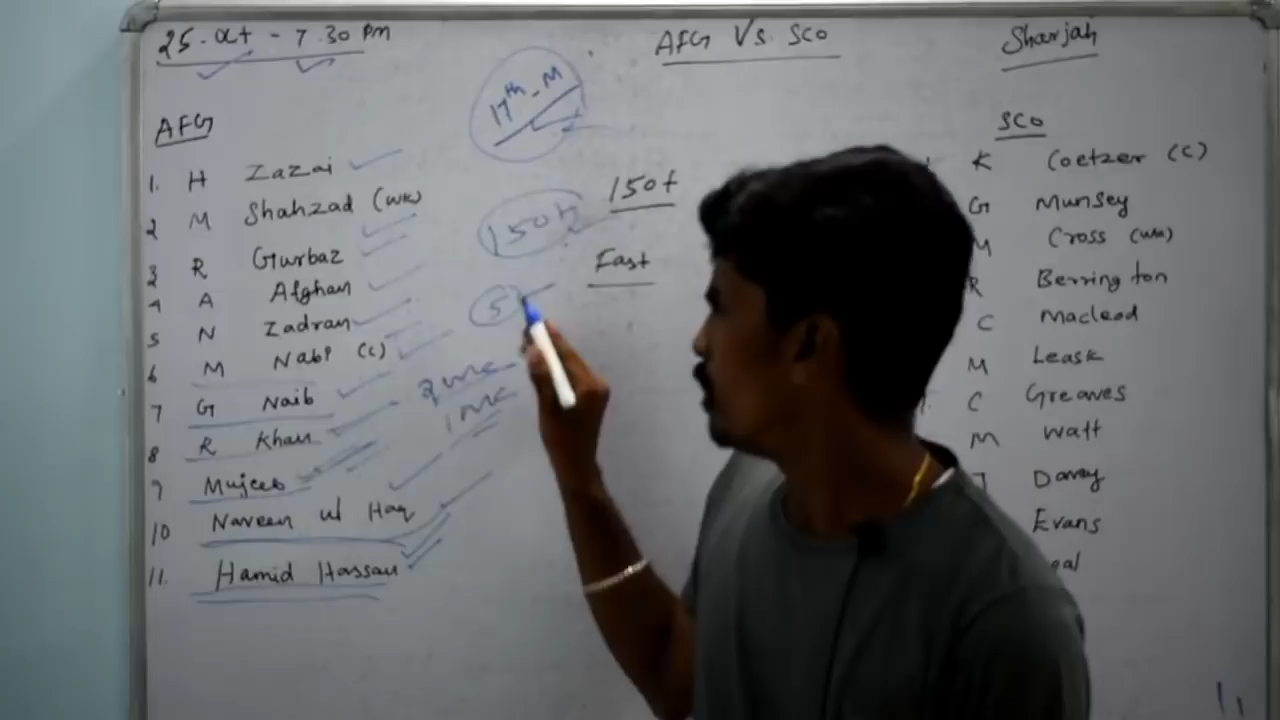 25. Oct - 7.30 Pm
AFG Vs SCO
Sharjah
17th - M
AFG
1. H Zazai
2 M Shahzad (WK)
3 R Gurbaz
4 A Afghan
5 N Zadran
6 M Nabi (C)
7 G Naib
8 R Khan
9 Mujeeb
10 Naveen ul Haq
11. Hamid Hassan
150+
150+
Fast
5
SCO
K Coetzer (C)
G Munsey
M Cross (WK)
R Berrington
C Macleod
M Leask
C Greaves
M Watt
J Davey
Evans